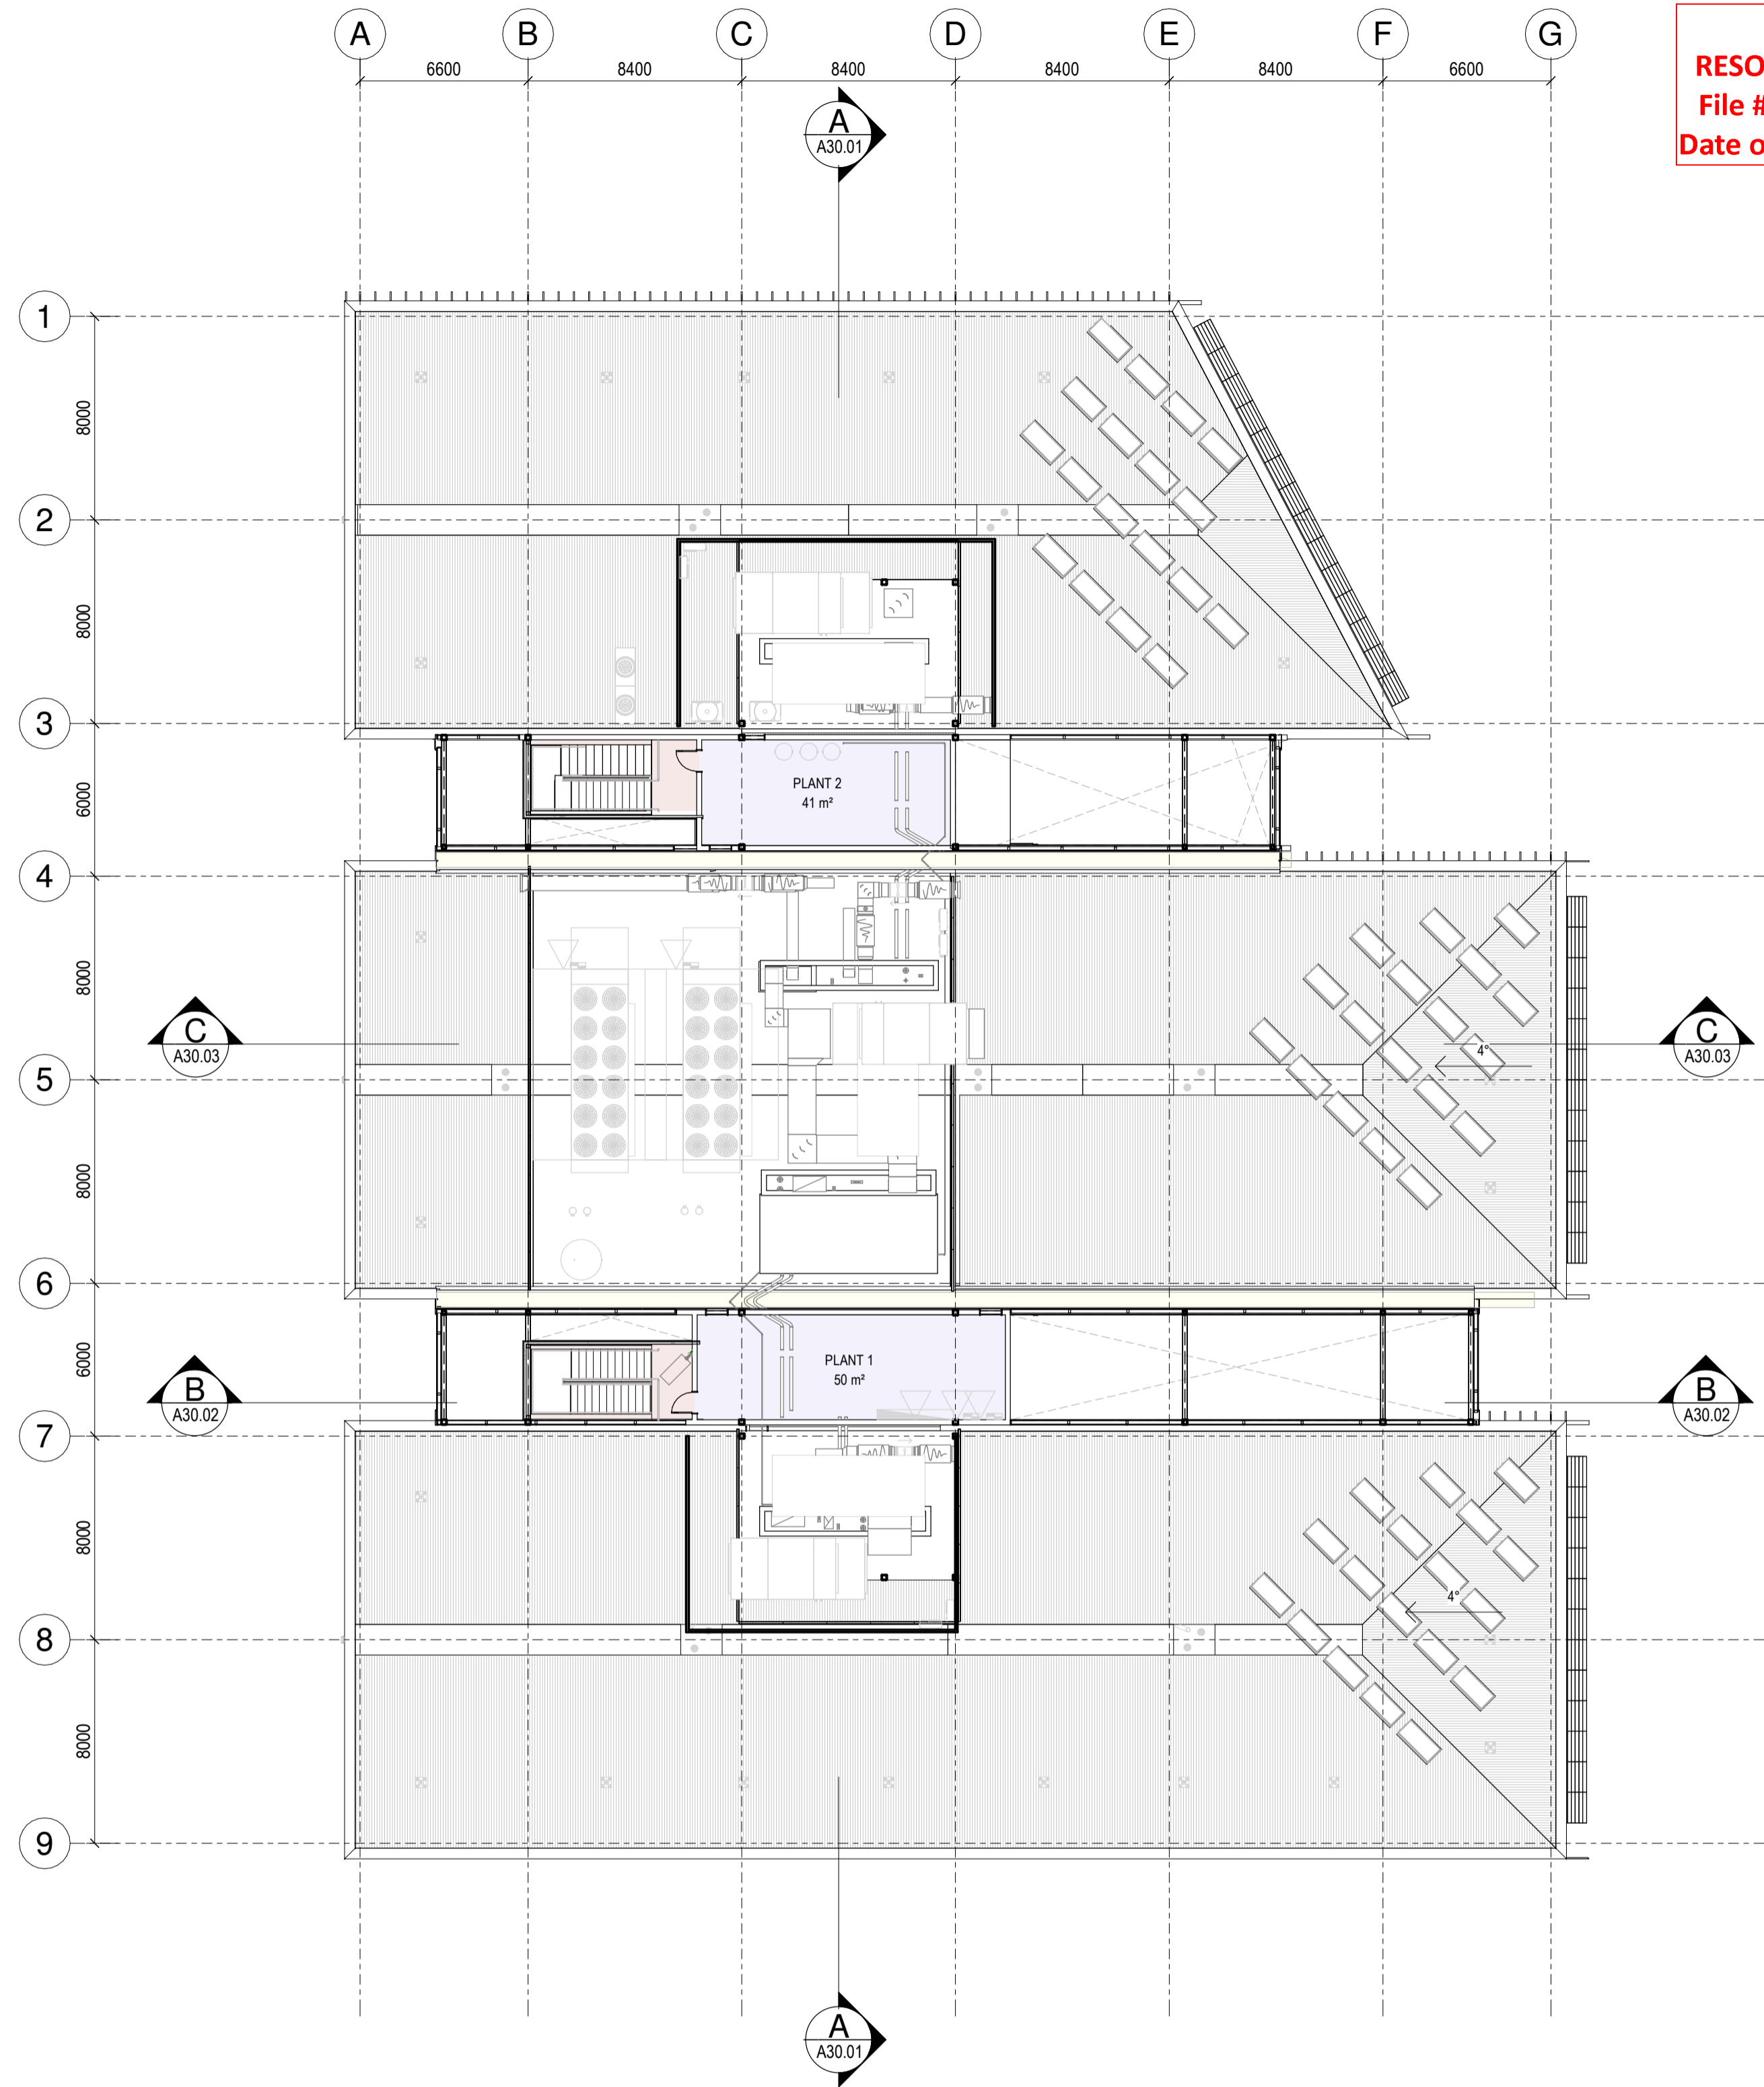 A B C D E F G
6600 8400 8400 8400 8400 6600
RESO
File #
Date o
A
A30.01
1
8000
2
8000
3
PLANT 2
41 m²
6000
4
8000
C
A30.03
C
A30.03
4°
5
8000
6
PLANT 1
50 m²
6000
B
A30.02
B
A30.02
7
8000
4°
8
8000
9
A
A30.01